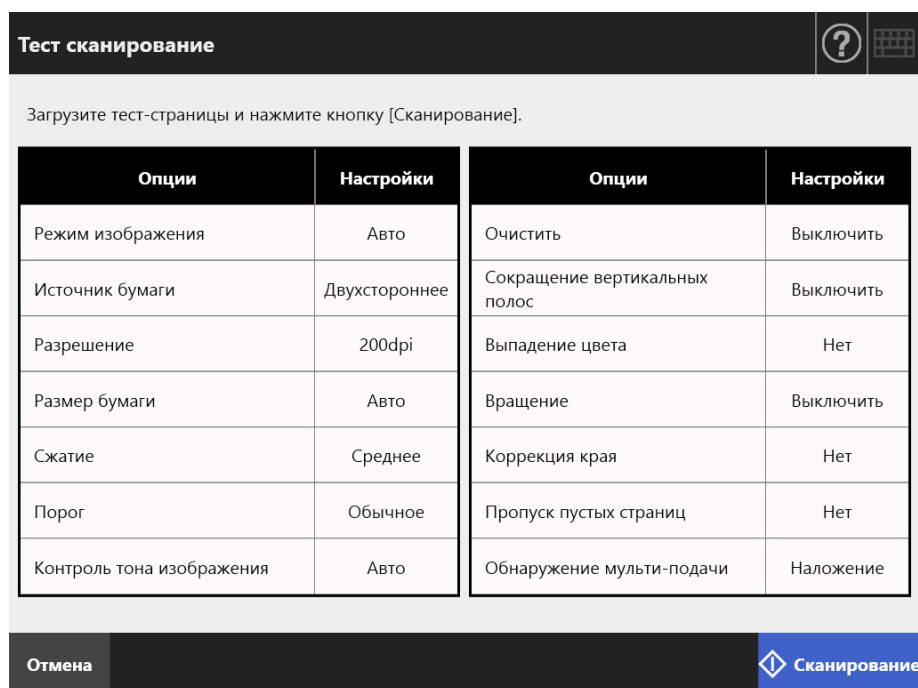 Тест сканирование
Загрузите тест-страницы и нажмите кнопку [Сканирование].
Опции Настройки
Режим изображения Авто
Источник бумаги Двухстороннее
Разрешение 200dpi
Размер бумаги Авто
Сжатие Среднее
Порог Обычное
Контроль тона изображения Авто
Опции Настройки
Очистить Выключить
Сокращение вертикальных
полос Выключить
Выпадение цвета Нет
Вращение Выключить
Коррекция края Нет
Пропуск пустых страниц Нет
Обнаружение мульти-подачи Наложение
Отмена
Сканирование